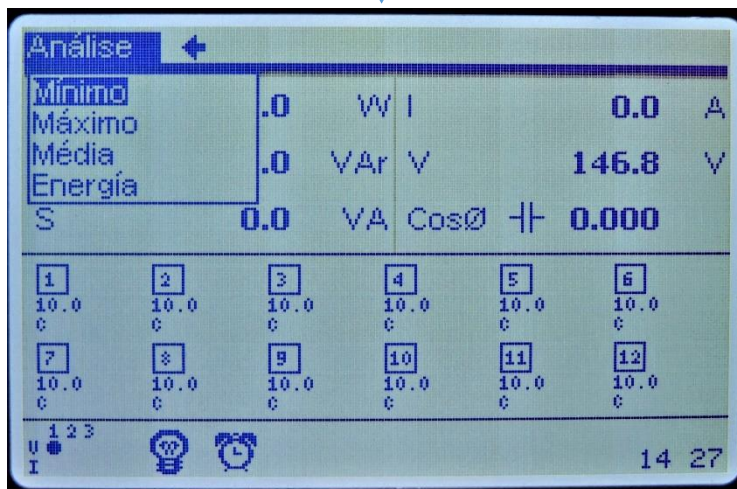 Análise
Mínimo
Máximo
Média
Energía
.0 W I 0.0 A
.0 VAr V 146.8 V
S 0.0 VA CosØ 0.000
1 2 3 4 5 6
10.0 10.0 10.0 10.0 10.0 10.0
C C C C C C
7 8 9 10 11 12
10.0 10.0 10.0 10.0 10.0 10.0
C C C C C C
1 2 3
U
I
14 27